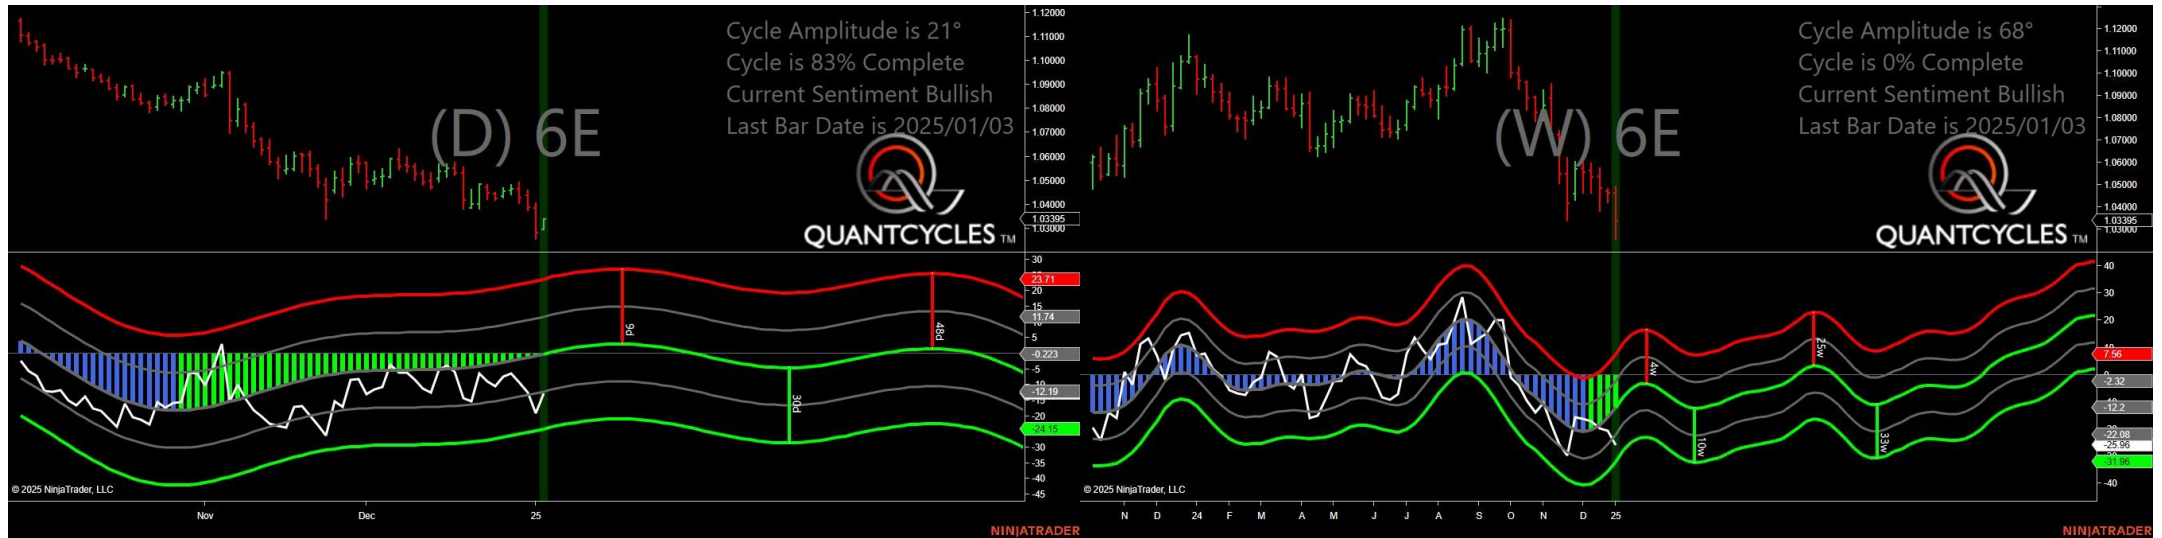 Cycle Amplitude is 21°
Cycle is 83% Complete
Current Sentiment Bullish
Last Bar Date is 2025/01/03
(D) 6E
QUANTCYCLES TM
1.12000
1.11000
1.10000
1.09000
1.08000
1.07000
1.06000
1.05000
1.04000
1.03395
1.03000
30
23.71
20
15
11.74
5
-0.223
-5
-12.19
-15
-20
-24.15
-30
-35
-40
-45
9d
30d
48d
© 2025 NinjaTrader, LLC
Nov Dec 25
NINJATRADER
Cycle Amplitude is 68°
Cycle is 0% Complete
Current Sentiment Bullish
Last Bar Date is 2025/01/03
(W) 6E
QUANTCYCLES TM
1.12000
1.11000
1.10000
1.09000
1.08000
1.07000
1.06000
1.05000
1.04000
1.03395
1.03000
40
30
20
7.56
-2.32
-12.2
-22.08
-25.96
-31.96
-40
4w
10w
25w
33w
© 2025 NinjaTrader, LLC
N D 24 F M A M J J A S O N D 25
NINJATRADER